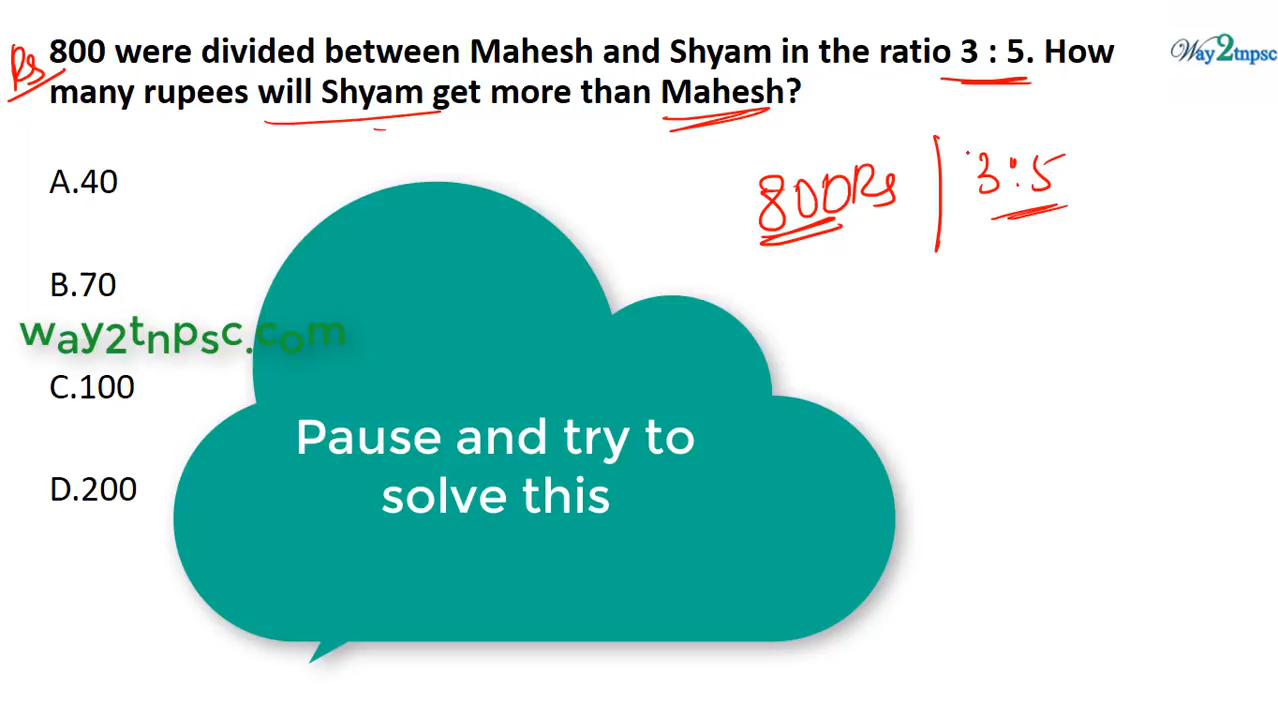 Rs 800 were divided between Mahesh and Shyam in the ratio 3 : 5. How
many rupees will Shyam get more than Mahesh?
Way2tnpsc
800Rs | 3:5
A.40
B.70
way2tnpsc.com
C.100
Pause and try to
solve this
D.200